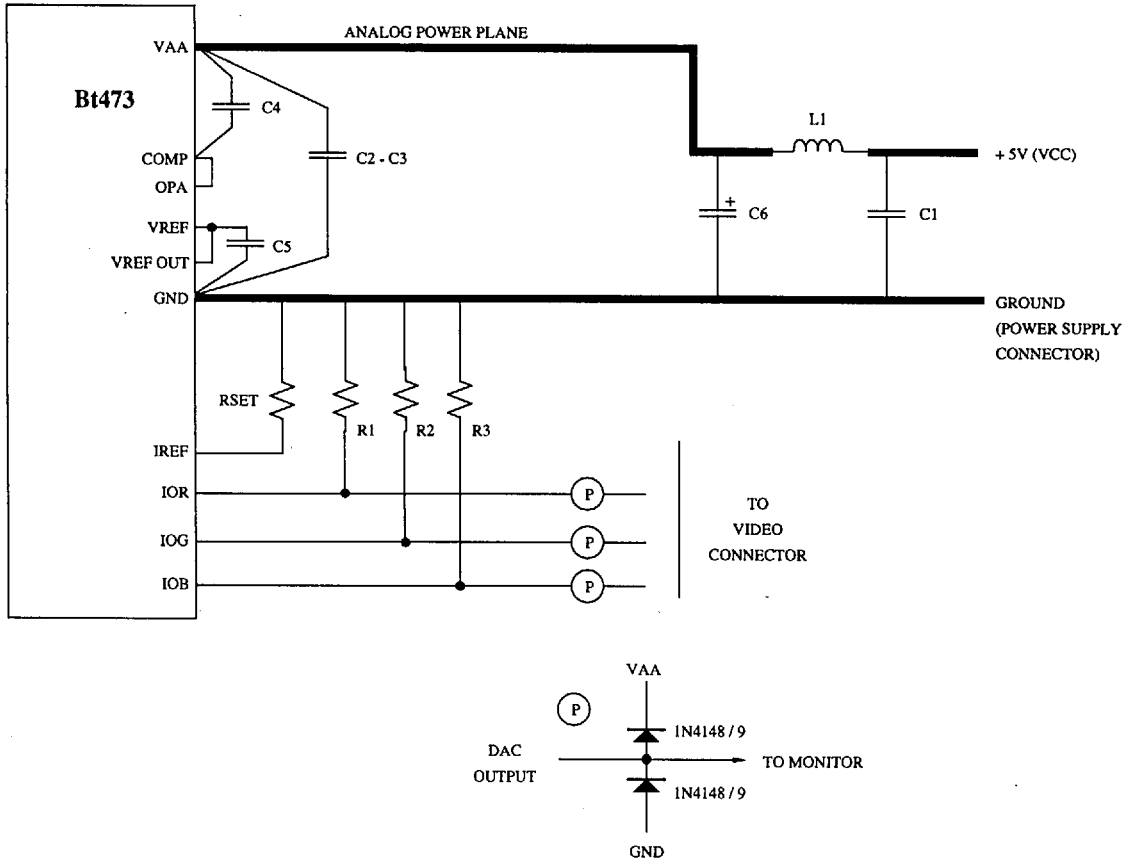 ANALOG POWER PLANE
VAA
Bt473
C4
L1
COMP
C2 - C3
+ 5V (VCC)
OPA
+
C6
C1
VREF
C5
VREF OUT
GND
GROUND
(POWER SUPPLY
CONNECTOR)
RSET
R1
R2
R3
IREF
IOR
P
TO
VIDEO
CONNECTOR
IOG
P
IOB
P
VAA
P
1N4148 / 9
DAC
OUTPUT
TO MONITOR
1N4148 / 9
GND